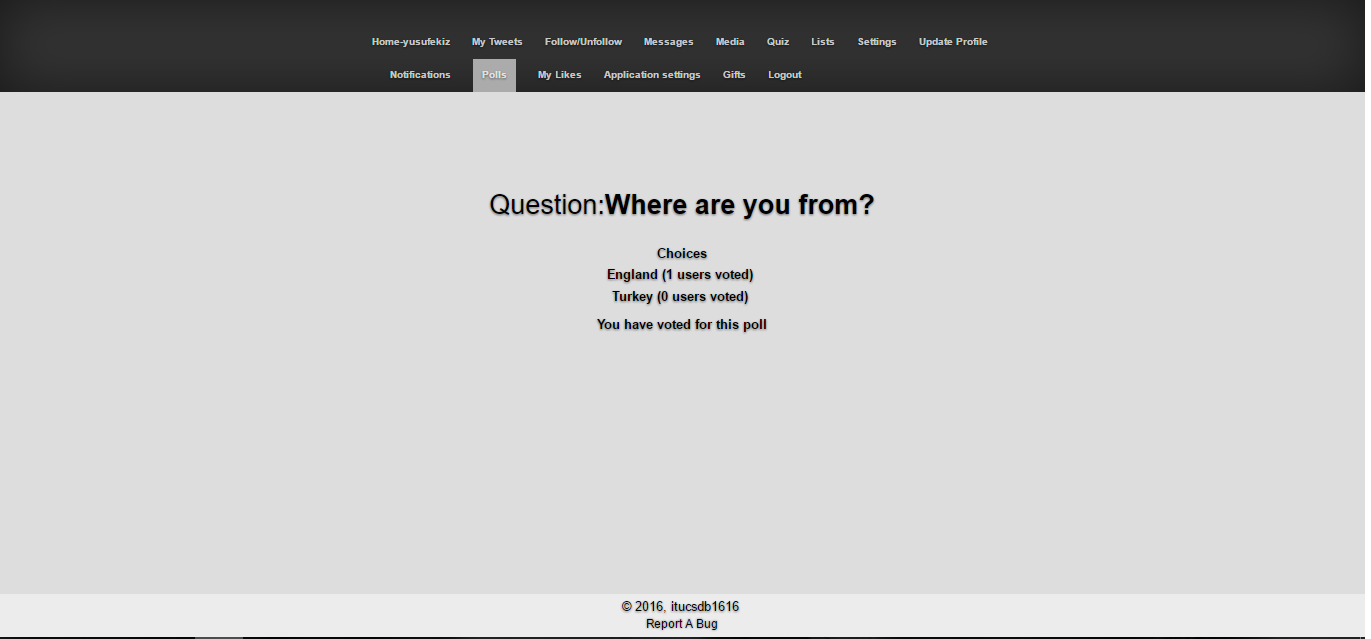 Home-yusufekiz My Tweets Follow/Unfollow Messages Media Quiz Lists Settings Update Profile
Notifications Polls My Likes Application settings Gifts Logout
Question:Where are you from?
Choices
England (1 users voted)
Turkey (0 users voted)
You have voted for this poll
© 2016, itucsdb1616
Report A Bug